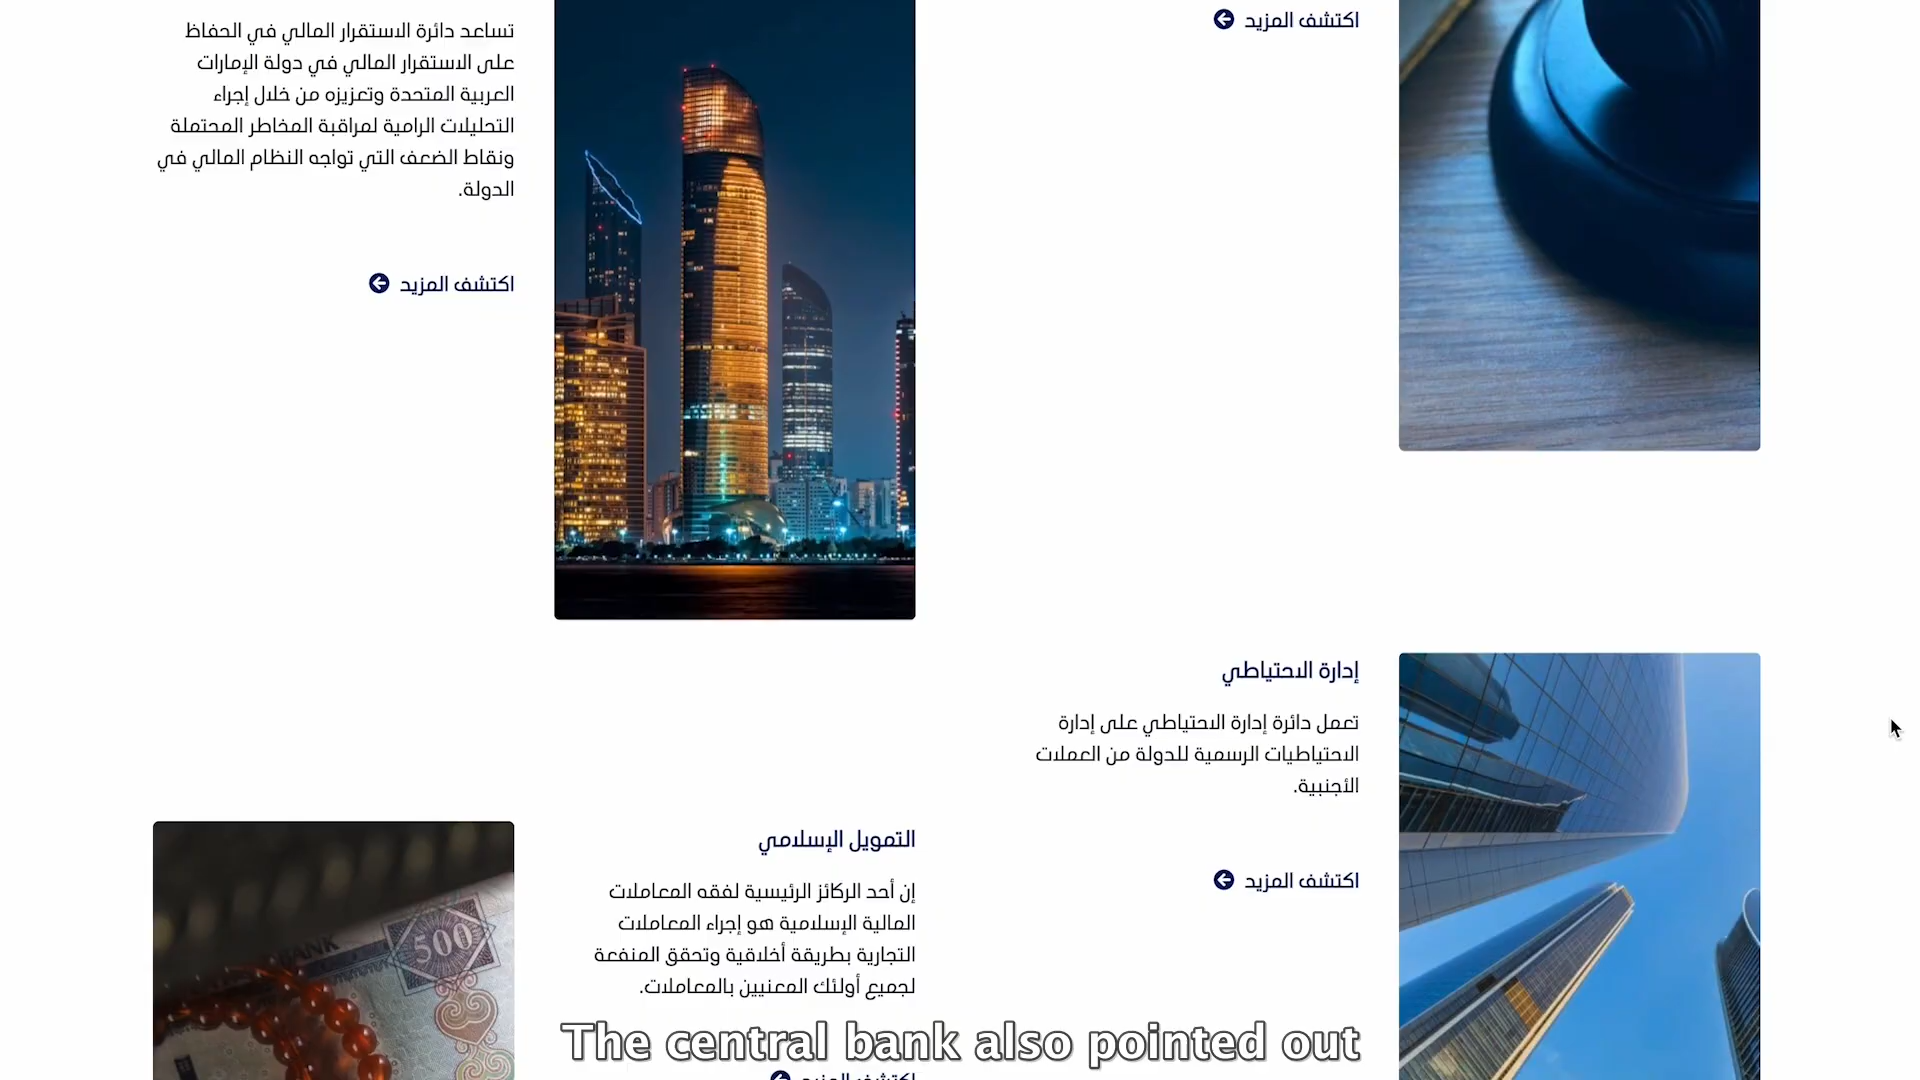 اكتشف المزيد
تساعد دائرة الاستقرار المالي في الحفاظ
على الاستقرار المالي في دولة الإمارات
العربية المتحدة وتعزيزه من خلال إجراء
التحليلات الرامية لمراقبة المخاطر المحتملة
ونقاط الضعف التي تواجه النظام المالي في
الدولة.
اكتشف المزيد
إدارة الاحتياطي
تعمل دائرة إدارة الاحتياطي على إدارة
الاحتياطيات الرسمية للدولة من العملات
الأجنبية.
اكتشف المزيد
التمويل الإسلامي
إن أحد الركائز الرئيسية لفقه المعاملات
المالية الإسلامية هو إجراء المعاملات
التجارية بطريقة أخلاقية وتحقق المنفعة
لجميع أولئك المعنيين بالمعاملات.
اكتشف المزيد
BANK
500
The central bank also pointed out